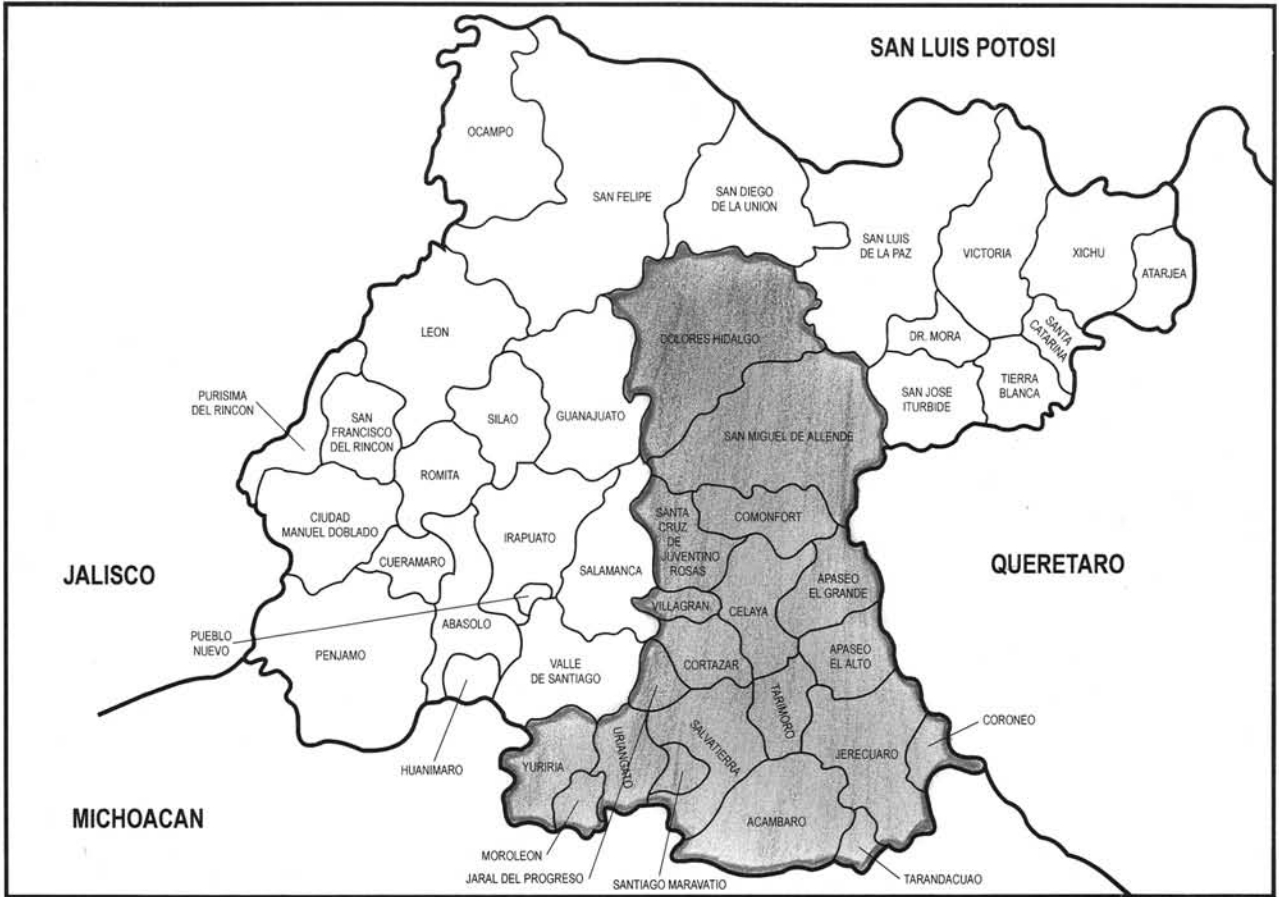 SAN LUIS POTOSI
OCAMPO
SAN FELIPE
SAN DIEGO
DE LA UNION
SAN LUIS
DE LA PAZ
VICTORIA
XICHU
ATARJEA
LEON
DOLORES HIDALGO
DR. MORA
SANTA
CATARINA
PURISIMA
DEL RINCON
SAN
FRANCISCO
DEL RINCON
SILAO
GUANAJUATO
SAN JOSE
ITURBIDE
TIERRA
BLANCA
SAN MIGUEL DE ALLENDE
ROMITA
CIUDAD
MANUEL DOBLADO
IRAPUATO
SANTA
CRUZ
DE
JUVENTINO
ROSAS
COMONFORT
JALISCO
CUERAMARO
SALAMANCA
QUERETARO
APASEO
EL GRANDE
VILLAGRAN
CELAYA
PUEBLO
NUEVO
ABASOLO
PENJAMO
VALLE
DE SANTIAGO
CORTAZAR
APASEO
EL ALTO
TARIMORO
CORONEO
HUANIMARO
YURIRIA
URIANGATO
SALVATIERRA
JERECUARO
MICHOACAN
ACAMBARO
MOROLEON
JARAL DEL PROGRESO
SANTIAGO MARAVATIO
TARANDACUAO